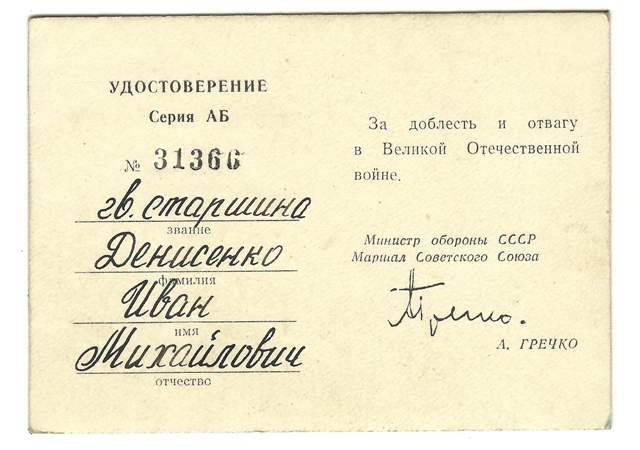 УДОСТОВЕРЕНИЕ
Серия АБ
№ 31366
гв. старшина
звание
Денисенко
фамилия
Иван
имя
Михайлович
отчество
За доблесть и отвагу
в Великой Отечественной
войне.
Министр обороны СССР
Маршал Советского Союза
Гречко.
А. ГРЕЧКО